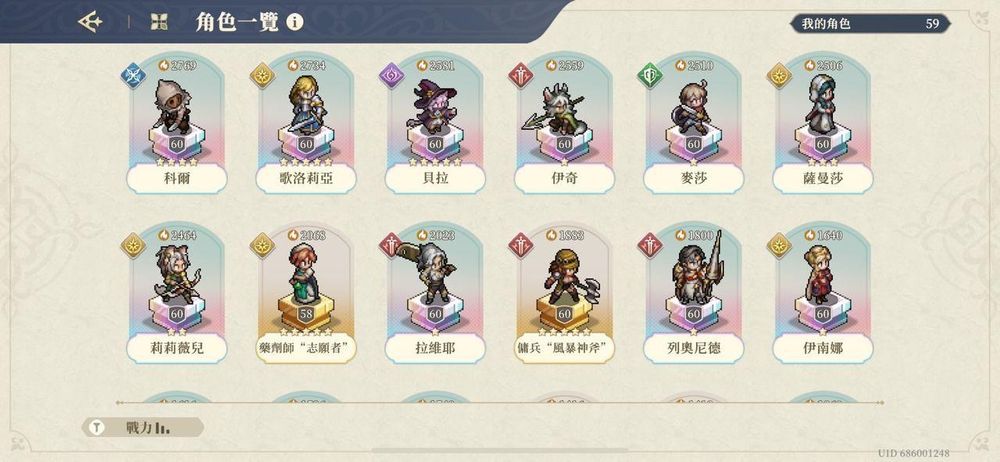 角色一覽 i
我的角色 59
2769 2734 2581 2559 2510 2506
60 60 60 60 60 60
科爾 歌洛莉亞 貝拉 伊奇 麥莎 薩曼莎
2464 2068 2023 1883 1800 1640
60 58 60 60 60 60
莉莉薇兒 藥劑師“志願者” 拉維耶 傭兵“風暴神斧” 列奧尼德 伊南娜
T 戰力
UID 686001248